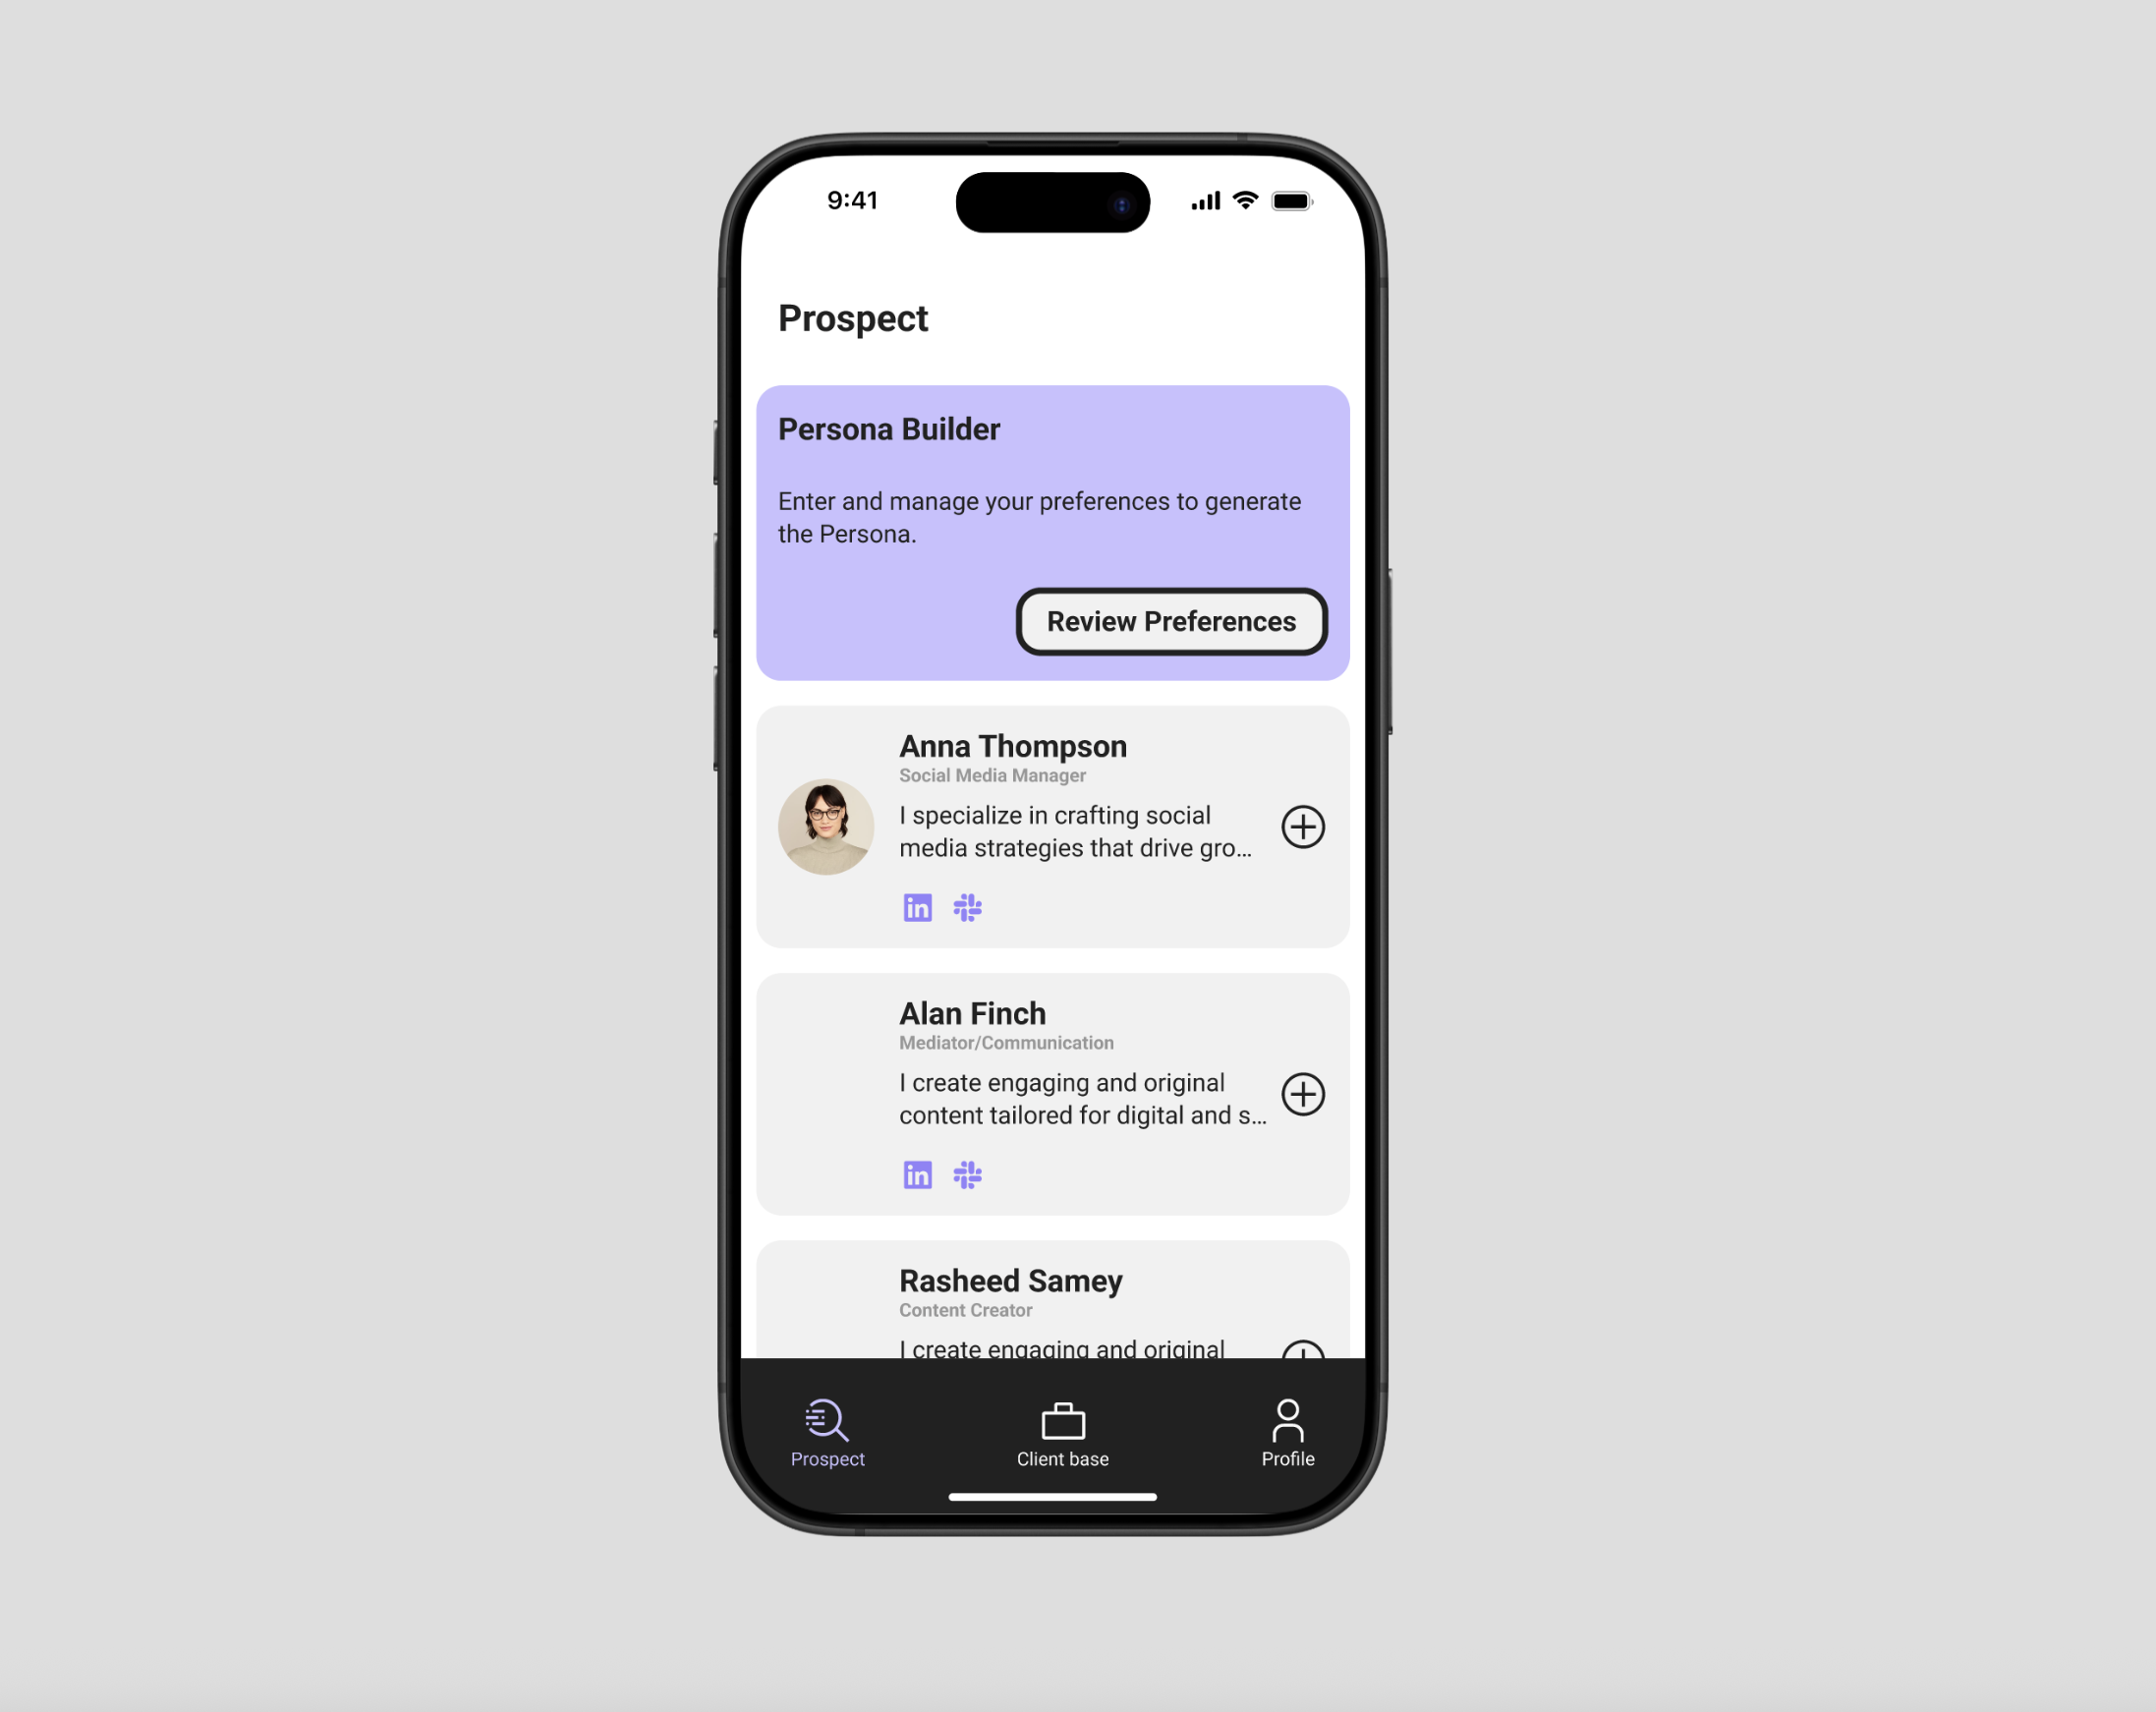 9:41
Prospect
Persona Builder
Enter and manage your preferences to generate
the Persona.
Review Preferences
Anna Thompson
Social Media Manager
I specialize in crafting social
media strategies that drive gro...
in
Alan Finch
Mediator/Communication
I create engaging and original
content tailored for digital and s...
in
Rasheed Samey
Content Creator
I create engaging and original
Prospect
Client base
Profile